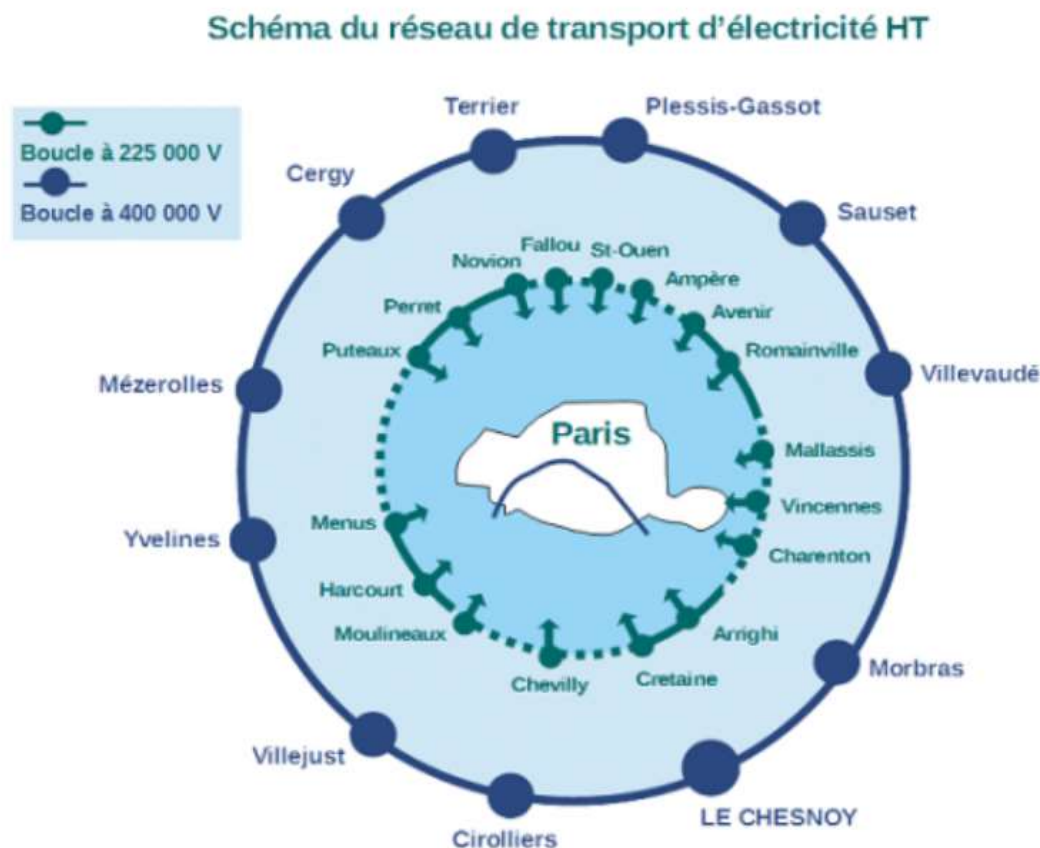 Schéma du réseau de transport d'électricité HT
Boucle à 225 000 V
Boucle à 400 000 V
Terrier
Plessis-Gassot
Cergy
Sauset
Fallou
St-Ouen
Novion
Ampère
Perret
Avenir
Puteaux
Romainville
Mézerolles
Villevaudé
Paris
Mallassis
Vincennes
Menus
Yvelines
Charenton
Harcourt
Moulineaux
Arrighi
Morbras
Chevilly
Cretaine
Villejust
LE CHESNOY
Cirolliers